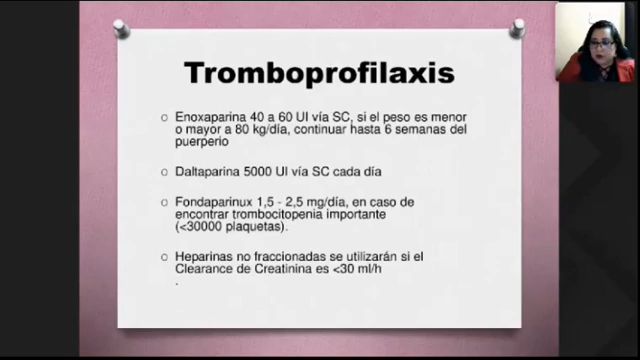 Tromboprofilaxis
Enoxaparina 40 a 60 UI vía SC, si el peso es menor
o mayor a 80 kg/día, continuar hasta 6 semanas del
puerperio
Daltaparina 5000 UI vía SC cada día
Fondaparinux 1,5 - 2,5 mg/día, en caso de
encontrar trombocitopenia importante
(<30000 plaquetas).
Heparinas no fraccionadas se utilizarán si el
Clearance de Creatinina es <30 ml/h
.